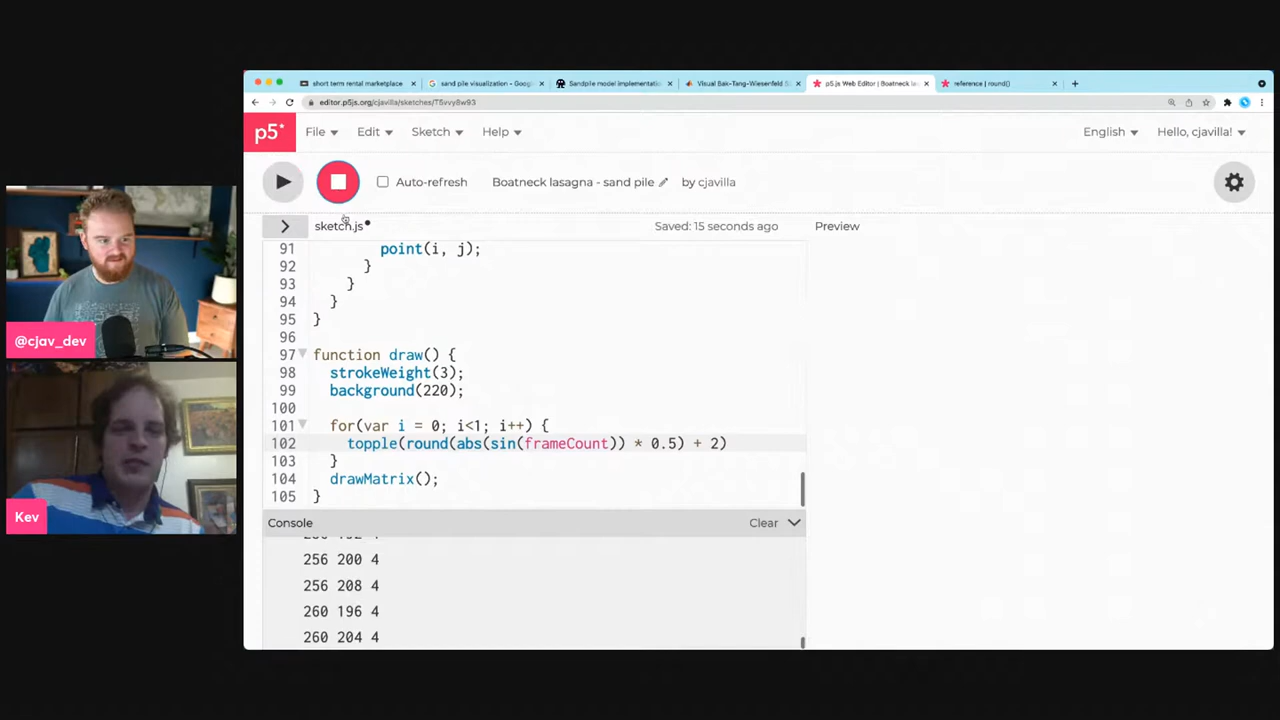 short term rental marketplace
sand pile visualization - Goog
Sandpile model implementatio
Visual Bak-Tang-Wiesenfeld S
p5.js Web Editor | Boatneck la
reference | round()
editor.p5js.org/cjavilla/sketches/T5vvy8w93
p5* File Edit Sketch Help English Hello, cjavilla!
Auto-refresh Boatneck lasagna - sand pile by cjavilla
sketch.js Saved: 15 seconds ago Preview
91 point(i, j);
92 }
93 }
94 }
95 }
96
97 function draw() {
98 strokeWeight(3);
99 background(220);
100
101 for(var i = 0; i<1; i++) {
102 topple(round(abs(sin(frameCount)) * 0.5) + 2)
103 }
104 drawMatrix();
105 }
Console Clear
256 192 4
256 200 4
256 208 4
260 196 4
260 204 4
@cjav_dev
Kev